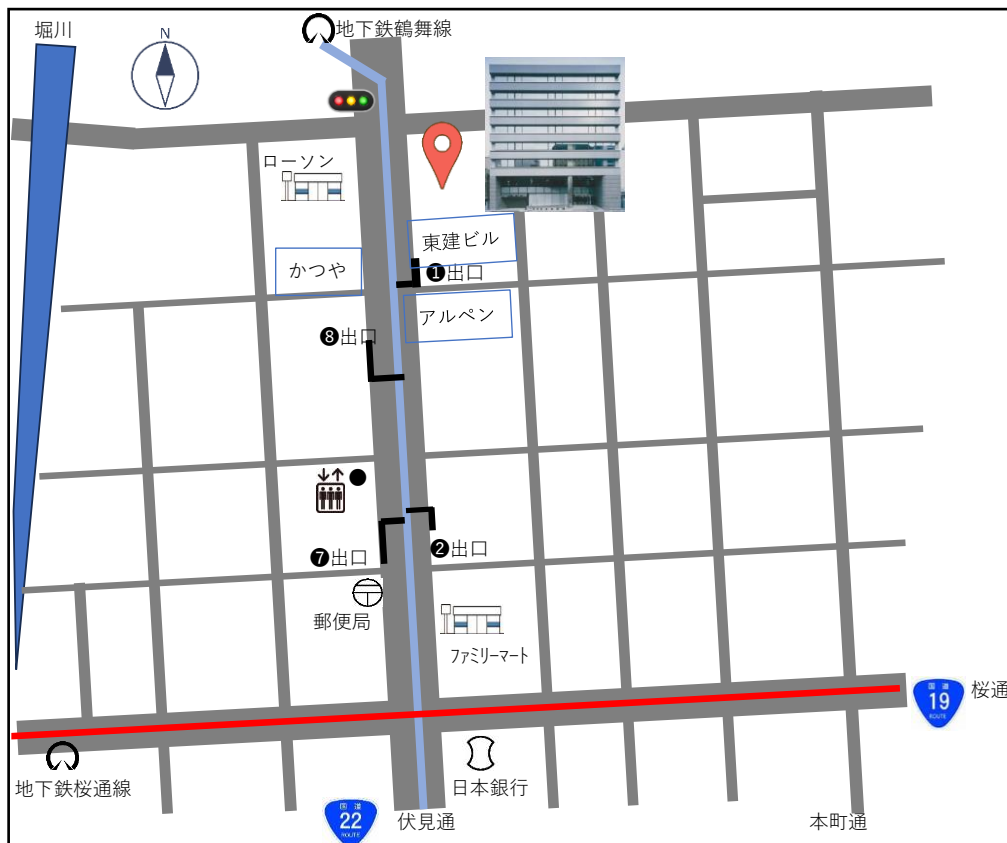 堀川
N
地下鉄鶴舞線
ローソン
東建ビル
かつや
❶出口
アルペン
❽出口
❼出口
❷出口
郵便局
ファミリーマート
国道
19
ROUTE
桜通
地下鉄桜通線
日本銀行
国道
22
ROUTE
伏見通
本町通